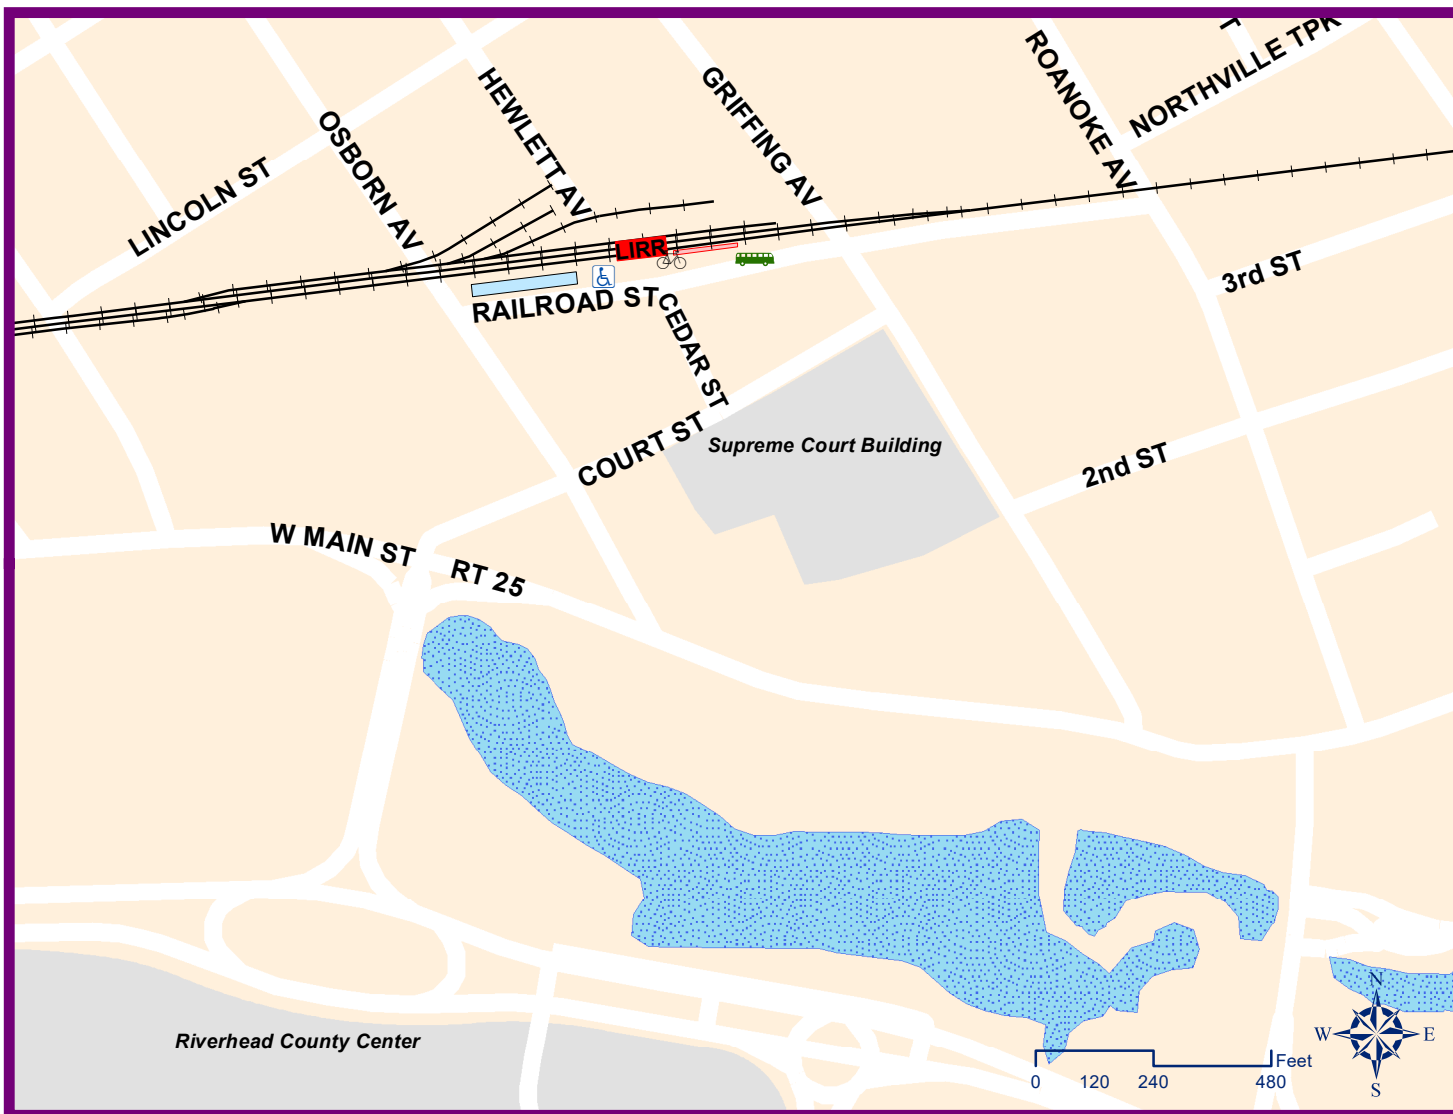 T
NORTHVILLE TPK
ROANOKE AV
GRIFFING AV
HEWLETT AV
OSBORN AV
LINCOLN ST
LIRR
RAILROAD ST
CEDAR ST
3rd ST
COURT ST
Supreme Court Building
2nd ST
W MAIN ST
RT 25
Riverhead County Center
N
W E
S
Feet
0 120 240 480